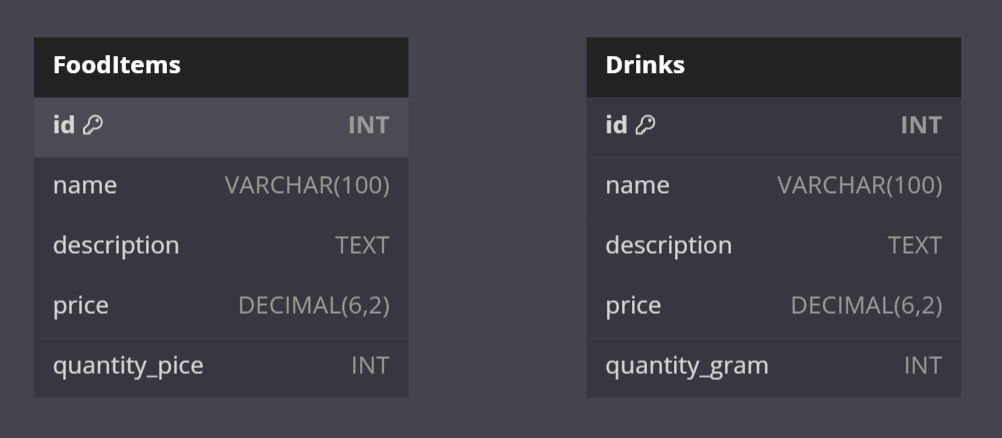 FoodItems
id INT
name VARCHAR(100)
description TEXT
price DECIMAL(6,2)
quantity_pice INT
Drinks
id INT
name VARCHAR(100)
description TEXT
price DECIMAL(6,2)
quantity_gram INT